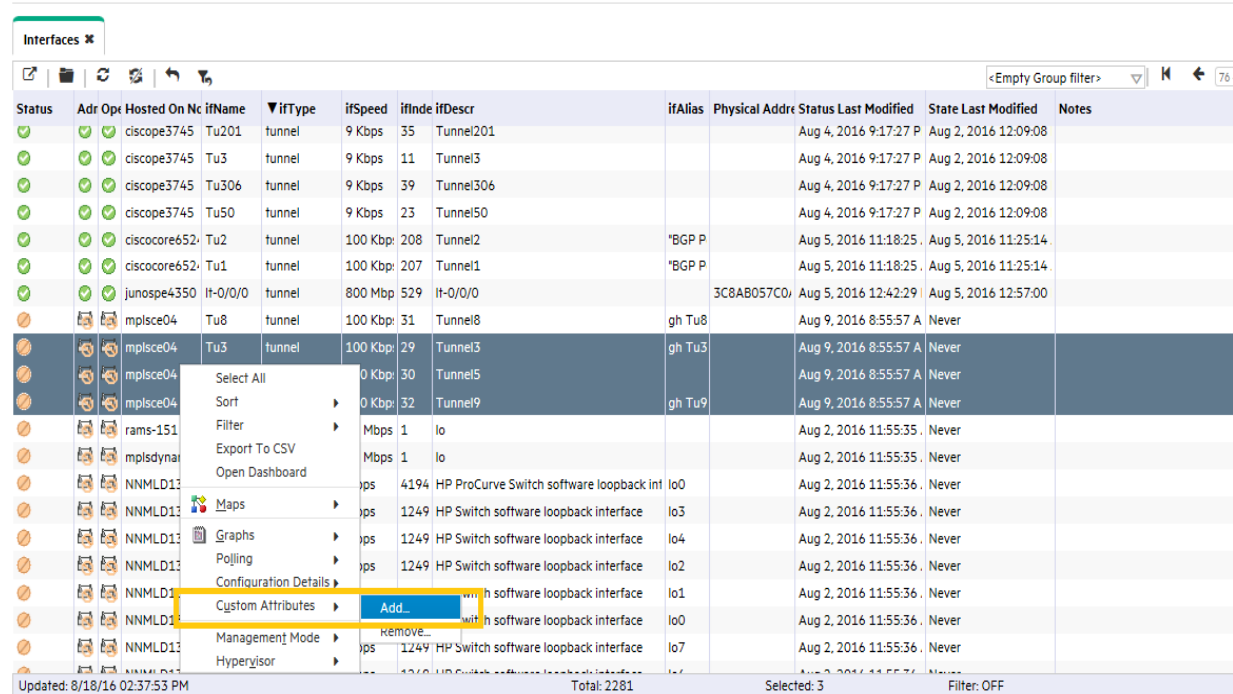 Interfaces ✖
<Empty Group filter> 76
Status Adr Ope Hosted On No ifName ▼ifType ifSpeed ifInde ifDescr ifAlias Physical Addre Status Last Modified State Last Modified Notes
ciscope3745 Tu201 tunnel 9 Kbps 35 Tunnel201 Aug 4, 2016 9:17:27 P Aug 2, 2016 12:09:08
ciscope3745 Tu3 tunnel 9 Kbps 11 Tunnel3 Aug 4, 2016 9:17:27 P Aug 2, 2016 12:09:08
ciscope3745 Tu306 tunnel 9 Kbps 39 Tunnel306 Aug 4, 2016 9:17:27 P Aug 2, 2016 12:09:08
ciscope3745 Tu50 tunnel 9 Kbps 23 Tunnel50 Aug 4, 2016 9:17:27 P Aug 2, 2016 12:09:08
ciscocore6524 Tu2 tunnel 100 Kbp: 208 Tunnel2 "BGP P Aug 5, 2016 11:18:25 . Aug 5, 2016 11:25:14 .
ciscocore6524 Tu1 tunnel 100 Kbp: 207 Tunnel1 "BGP P Aug 5, 2016 11:18:25 . Aug 5, 2016 11:25:14 .
junospe4350 lt-0/0/0 tunnel 800 Mbp 529 lt-0/0/0 3C8AB057C0 Aug 5, 2016 12:42:29 Aug 5, 2016 12:57:00
mplsce04 Tu8 tunnel 100 Kbp: 31 Tunnel8 gh Tu8 Aug 9, 2016 8:55:57 A Never
mplsce04 Tu3 tunnel 100 Kbp: 29 Tunnel3 gh Tu3 Aug 9, 2016 8:55:57 A Never
mplsce04 0 Kbp: 30 Tunnel5 Aug 9, 2016 8:55:57 A Never
mplsce04 0 Kbp: 32 Tunnel9 gh Tu9 Aug 9, 2016 8:55:57 A Never
rams-151 Mbps 1 lo Aug 2, 2016 11:55:35 . Never
mplsdynar Mbps 1 lo Aug 2, 2016 11:55:35 . Never
NNMLD13 ops 4194 HP ProCurve Switch software loopback int lo0 Aug 2, 2016 11:55:36 . Never
NNMLD13 ops 1249 HP Switch software loopback interface lo3 Aug 2, 2016 11:55:36 . Never
NNMLD13 ops 1249 HP Switch software loopback interface lo4 Aug 2, 2016 11:55:36 . Never
NNMLD13 ops 1249 HP Switch software loopback interface lo2 Aug 2, 2016 11:55:36 . Never
NNMLD1 witch software loopback interface lo1 Aug 2, 2016 11:55:36 . Never
NNMLD1 witch software loopback interface lo0 Aug 2, 2016 11:55:36 . Never
NNMLD13 ops 1249 HP Switch software loopback interface lo7 Aug 2, 2016 11:55:36 . Never
Select All
Sort
Filter
Export To CSV
Open Dashboard
Maps
Graphs
Polling
Configuration Details
Custom Attributes
Add...
Remove...
Management Mode
Hypervisor
Updated: 8/18/16 02:37:53 PM Total: 2281 Selected: 3 Filter: OFF